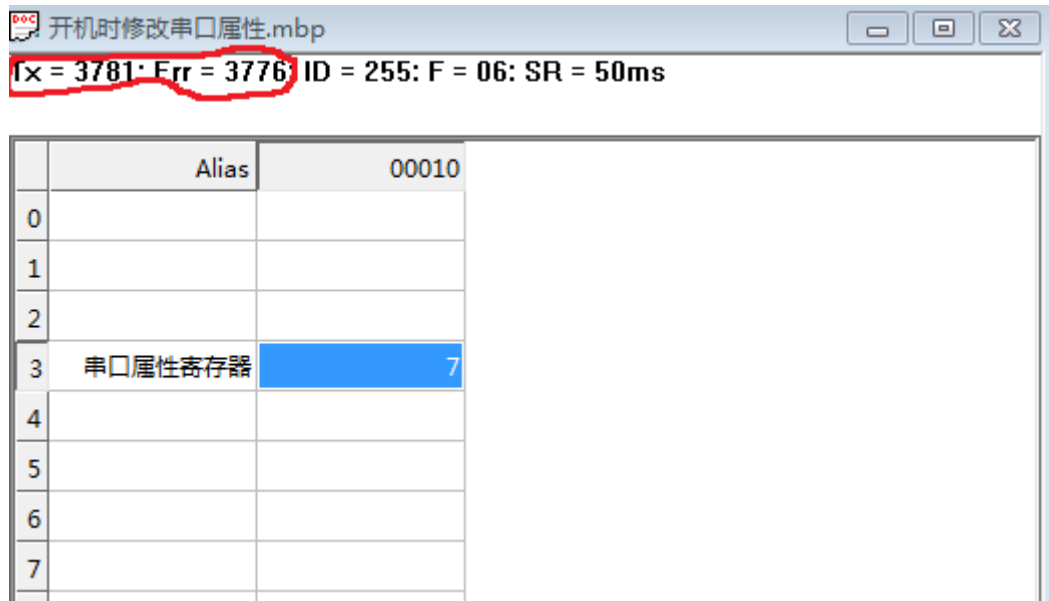 DOC
开机时修改串口属性.mbp
Tx = 3781: Err = 3776: ID = 255: F = 06: SR = 50ms
Alias 00010
0
1
2
3 串口属性寄存器 7
4
5
6
7